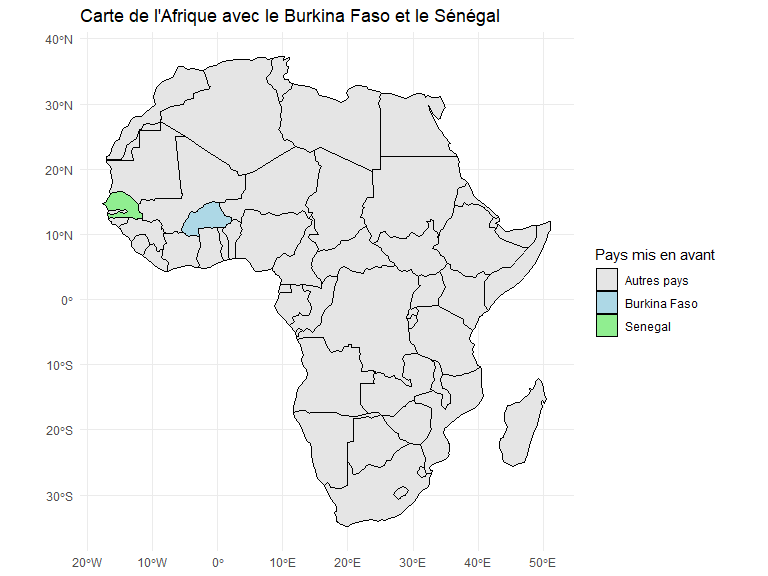 Carte de l'Afrique avec le Burkina Faso et le Sénégal
40°N
30°N
20°N
10°N
0°
10°S
20°S
30°S
20°W
10°W
0°
10°E
20°E
30°E
40°E
50°E
Pays mis en avant
Autres pays
Burkina Faso
Senegal